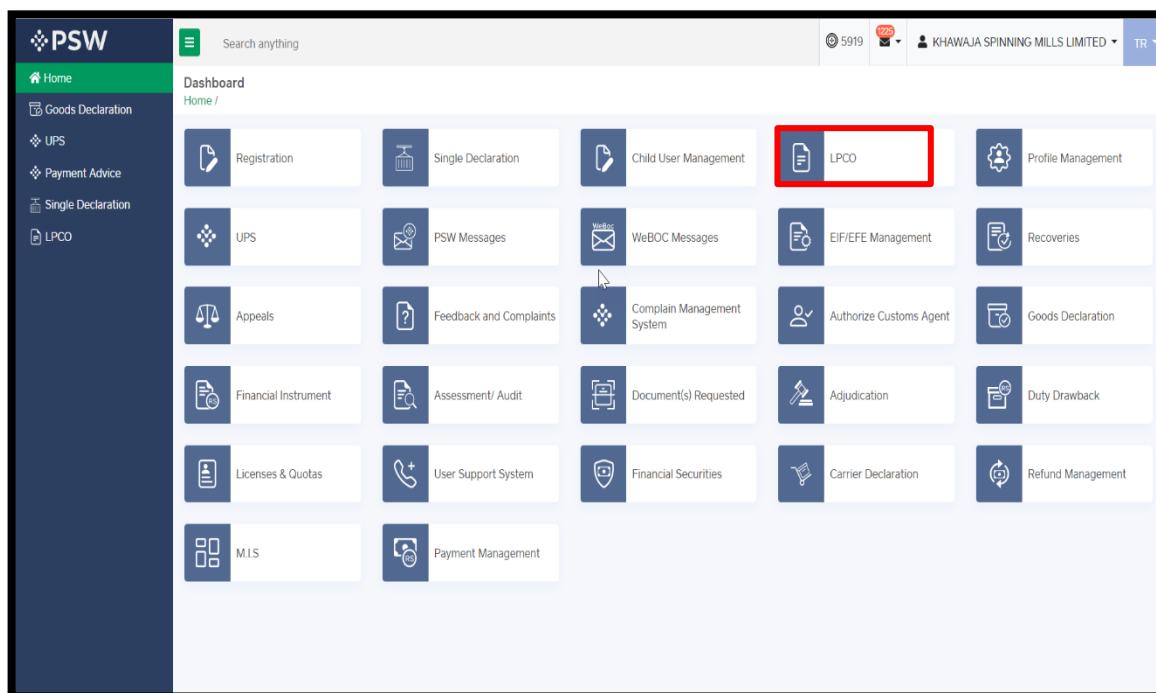 PSW
Search anything
5919
1225
KHAWAJA SPINNING MILLS LIMITED
TR
Home
Goods Declaration
UPS
Payment Advice
Single Declaration
LPCO
Dashboard
Home /
Registration
Single Declaration
Child User Management
LPCO
Profile Management
UPS
PSW Messages
WeBOC
WeBOC Messages
EIF/EFE Management
Recoveries
Appeals
Feedback and Complaints
Complain Management
System
Authorize Customs Agent
Goods Declaration
RS
Financial Instrument
Assessment/ Audit
Document(s) Requested
Adjudication
RS
Duty Drawback
Licenses & Quotas
User Support System
Financial Securities
Carrier Declaration
Refund Management
M.I.S
RS
Payment Management